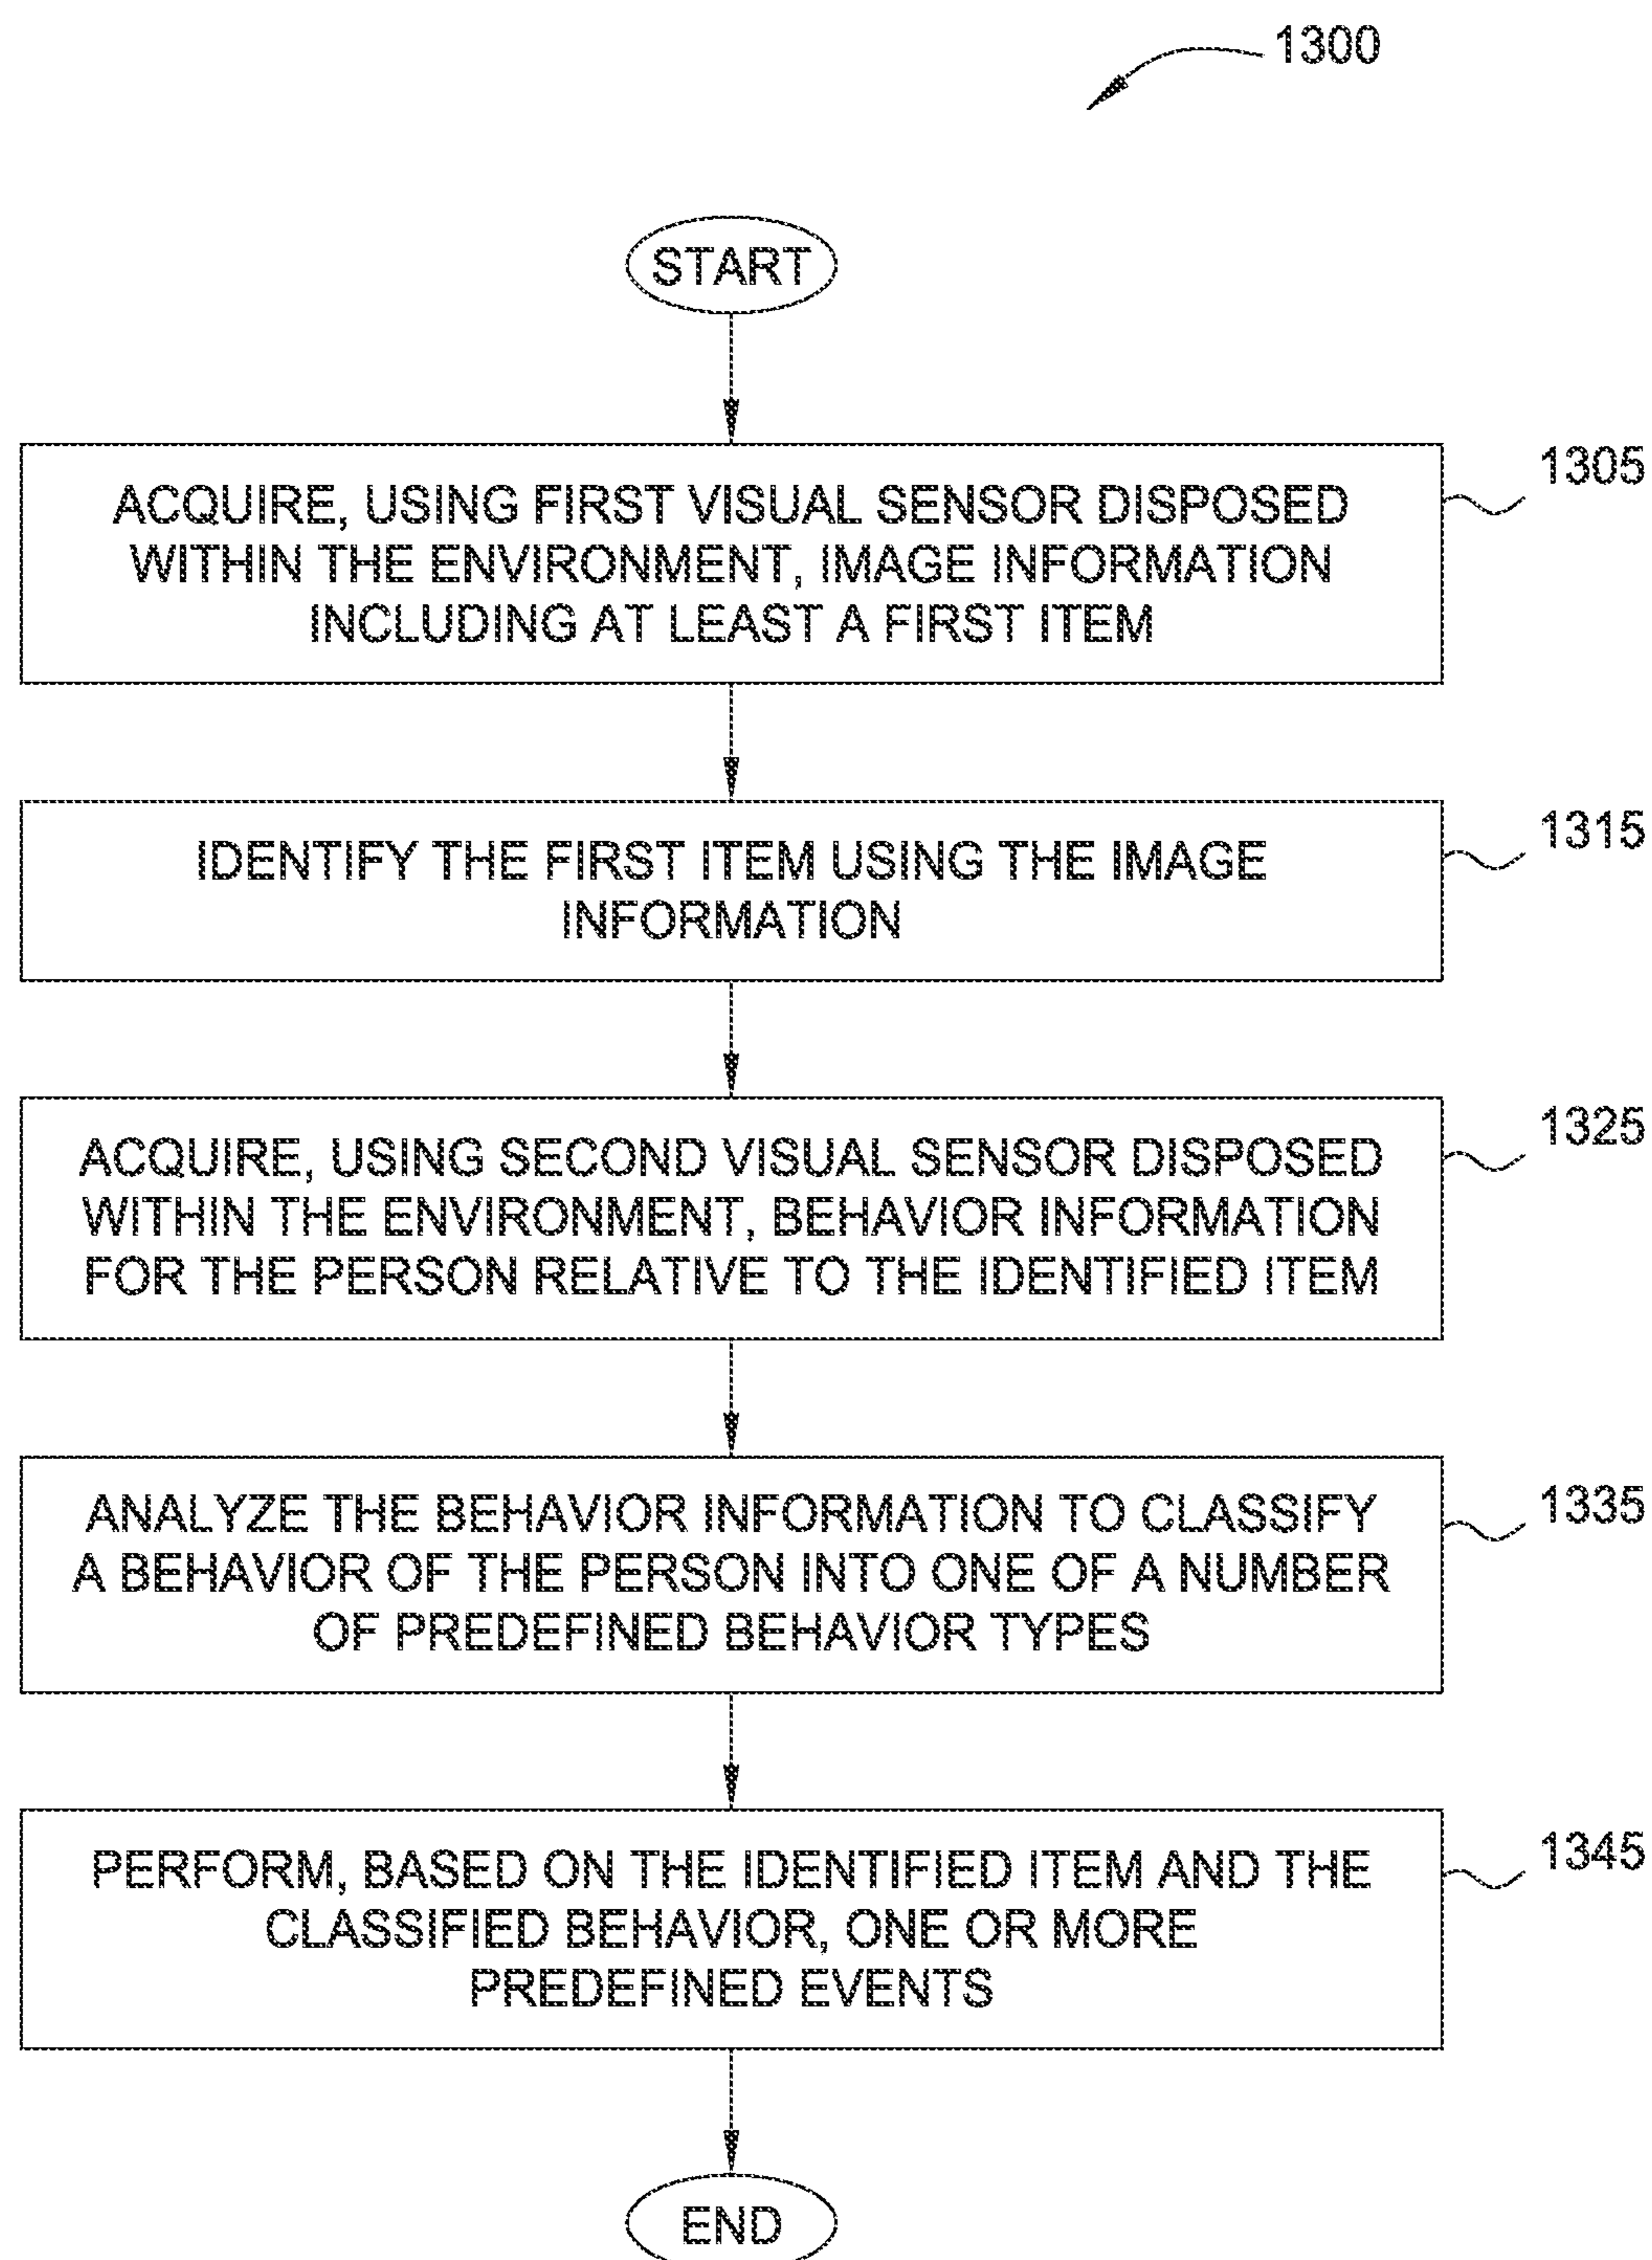 1300
START
1305
ACQUIRE, USING FIRST VISUAL SENSOR DISPOSED
WITHIN THE ENVIRONMENT, IMAGE INFORMATION
INCLUDING AT LEAST A FIRST ITEM
1315
IDENTIFY THE FIRST ITEM USING THE IMAGE
INFORMATION
1325
ACQUIRE, USING SECOND VISUAL SENSOR DISPOSED
WITHIN THE ENVIRONMENT, BEHAVIOR INFORMATION
FOR THE PERSON RELATIVE TO THE IDENTIFIED ITEM
1335
ANALYZE THE BEHAVIOR INFORMATION TO CLASSIFY
A BEHAVIOR OF THE PERSON INTO ONE OF A NUMBER
OF PREDEFINED BEHAVIOR TYPES
1345
PERFORM, BASED ON THE IDENTIFIED ITEM AND THE
CLASSIFIED BEHAVIOR, ONE OR MORE
PREDEFINED EVENTS
END